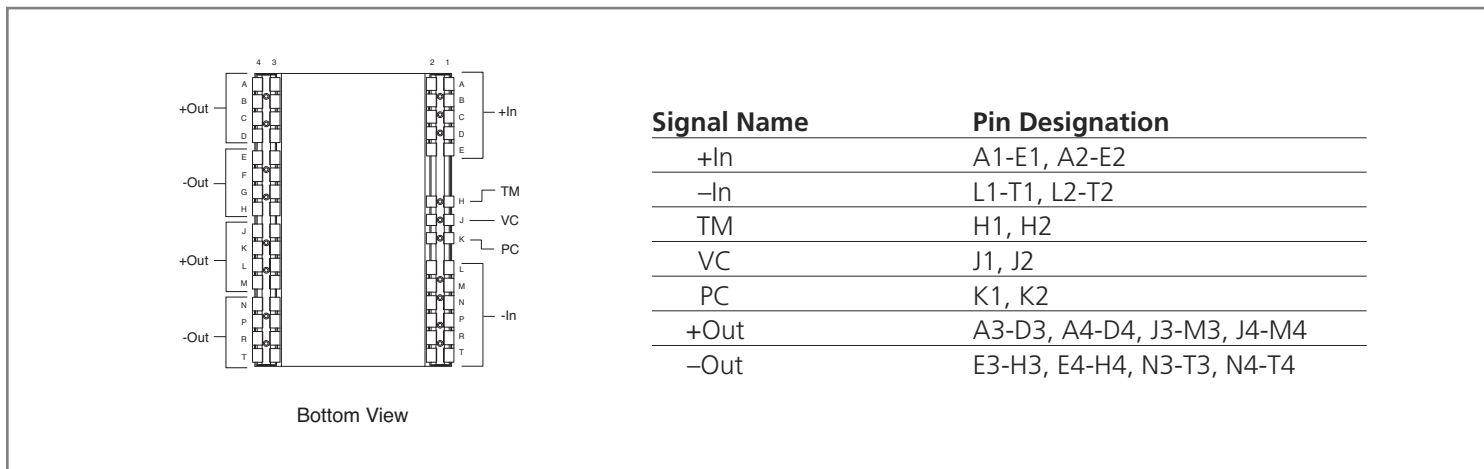 4 3 2 1
A A
B B
C C
D D
E E
F
G
H H
J J
K K
L L
M M
N N
P P
R R
T T
+Out
-Out
+Out
-Out
+In
TM
VC
PC
-In
Bottom View
Signal Name Pin Designation
+In A1-E1, A2-E2
–In L1-T1, L2-T2
TM H1, H2
VC J1, J2
PC K1, K2
+Out A3-D3, A4-D4, J3-M3, J4-M4
–Out E3-H3, E4-H4, N3-T3, N4-T4